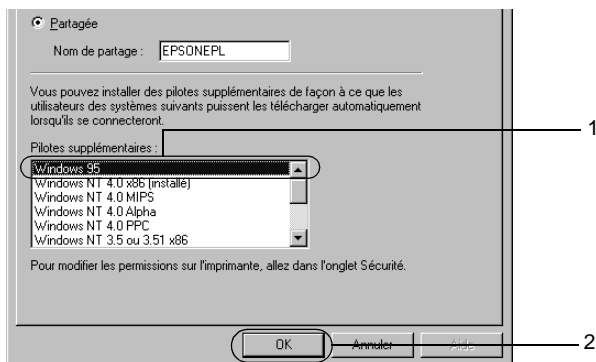 Partagée
Nom de partage : EPSONEPL
Vous pouvez installer des pilotes supplémentaires de façon à ce que les
utilisateurs des systèmes suivants puissent les télécharger automatiquement
lorsqu'ils se connecteront.
1
Pilotes supplémentaires :
Windows 95
Windows NT 4.0 x86 (installé)
Windows NT 4.0 MIPS
Windows NT 4.0 Alpha
Windows NT 4.0 PPC
Windows NT 3.5 ou 3.51 x86
Pour modifier les permissions sur l'imprimante, allez dans l'onglet Sécurité.
OK Annuler Aide 2